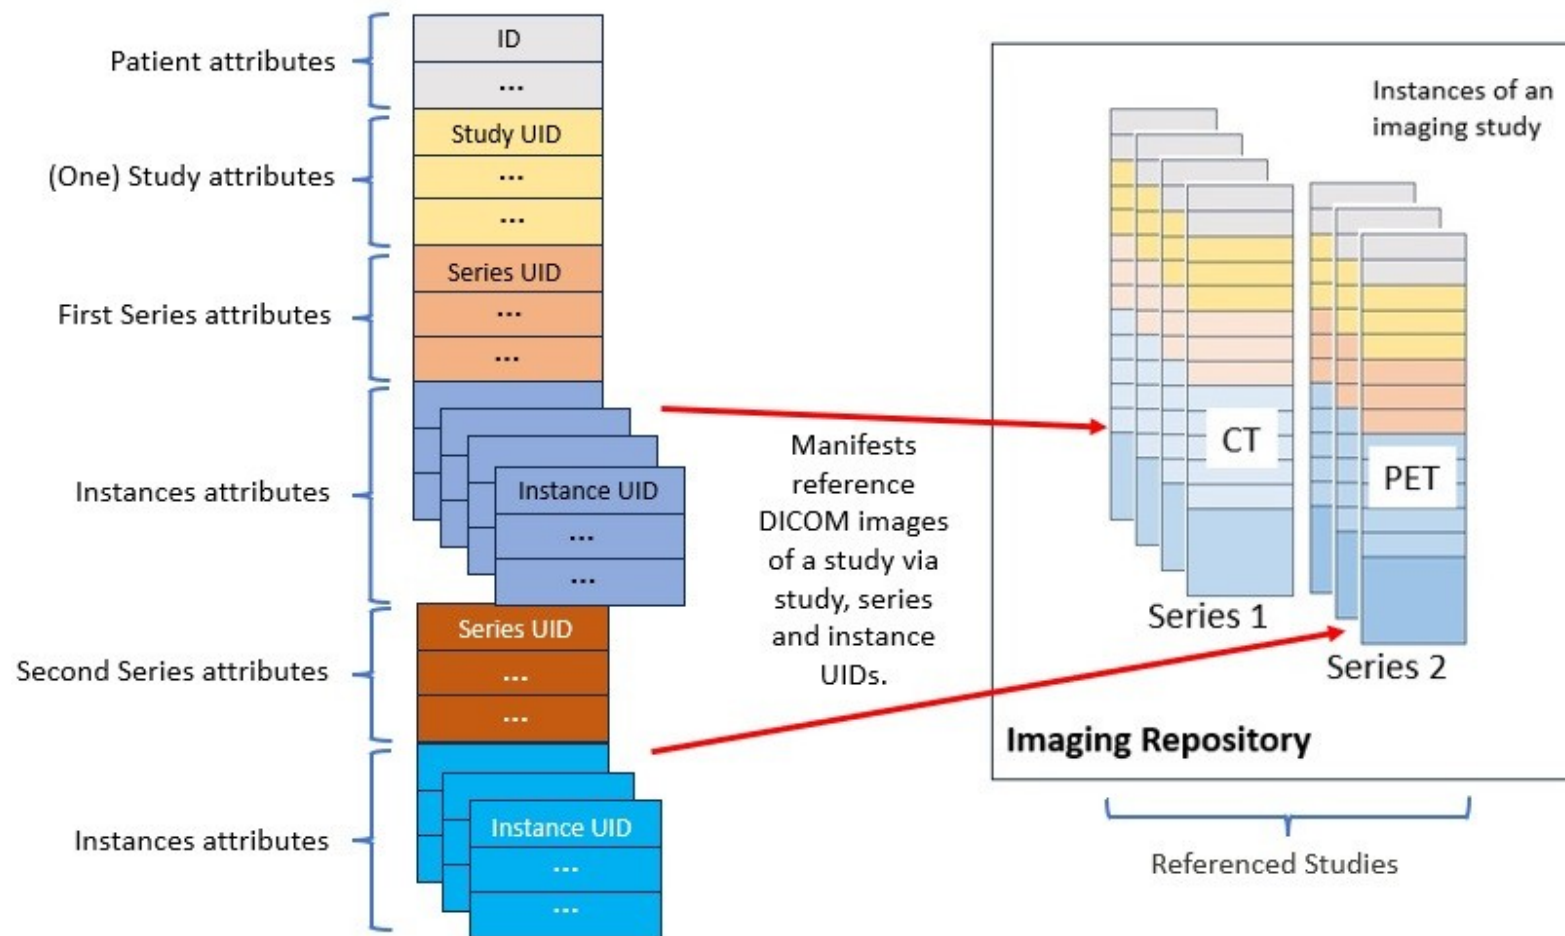 Patient attributes
ID
...
(One) Study attributes
Study UID
...
...
First Series attributes
Series UID
...
...
Instances attributes
Instance UID
...
...
Second Series attributes
Series UID
...
...
Instances attributes
Instance UID
...
...
Manifests
reference
DICOM images
of a study via
study, series
and instance
UIDs.
Instances of an
imaging study
CT
PET
Series 1
Series 2
Imaging Repository
Referenced Studies